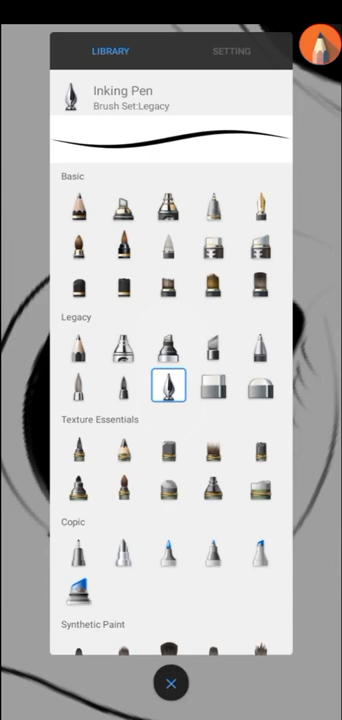 LIBRARY
SETTING
Inking Pen
Brush Set:Legacy
Basic
Legacy
Texture Essentials
Copic
Synthetic Paint